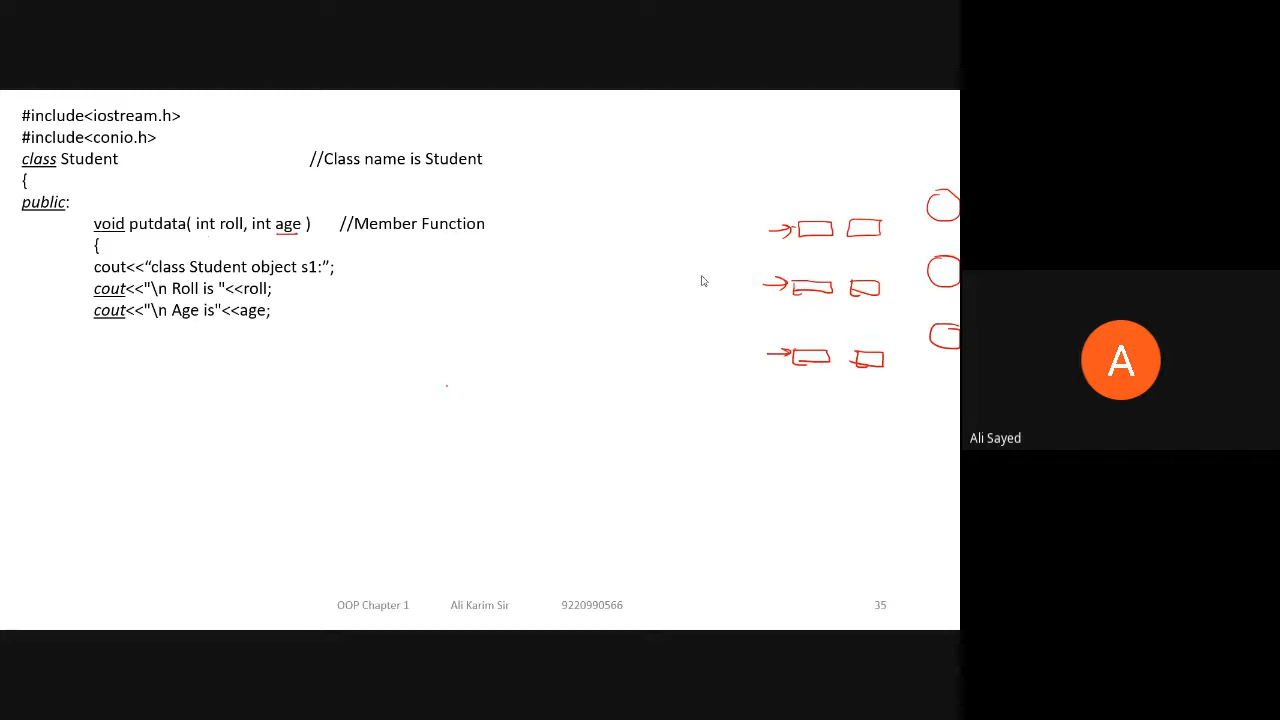 #include<iostream.h>
#include<conio.h>
class Student //Class name is Student
{
public:
void putdata( int roll, int age ) //Member Function
{
cout<<“class Student object s1:”;
cout<<"\n Roll is "<<roll;
cout<<"\n Age is"<<age;
A
Ali Sayed
OOP Chapter 1 Ali Karim Sir 9220990566 35